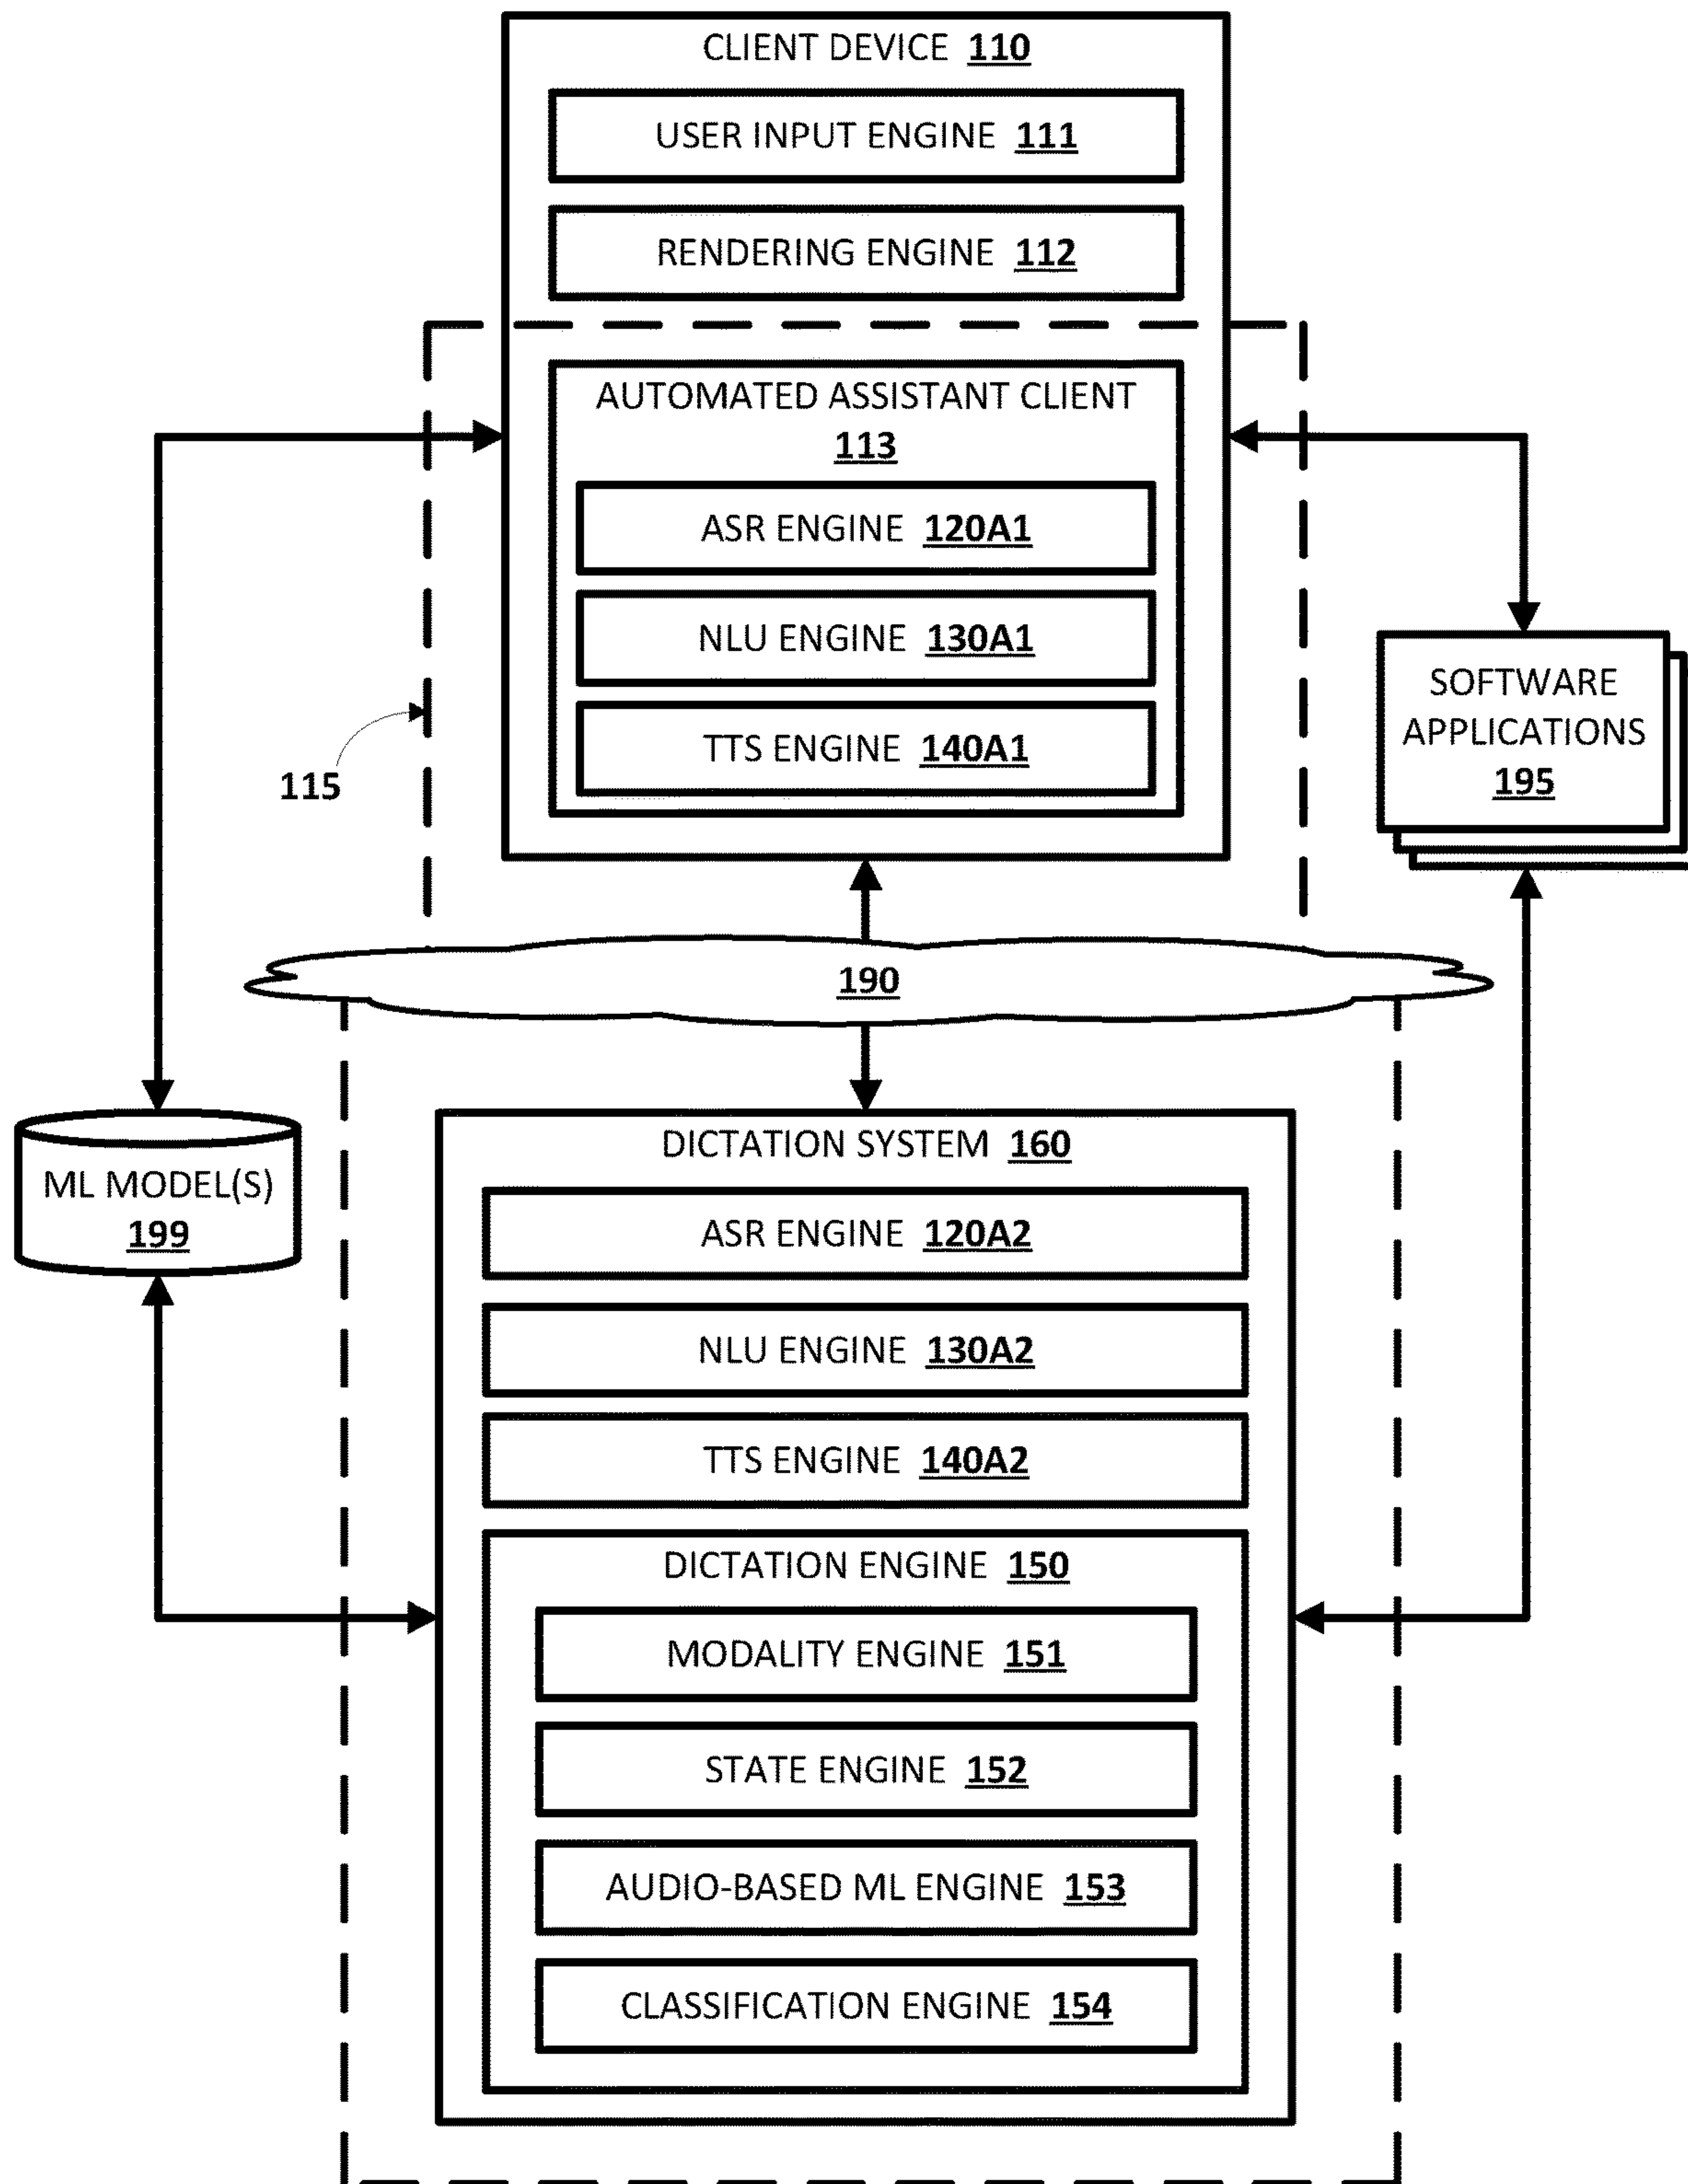 CLIENT DEVICE 110
USER INPUT ENGINE 111
RENDERING ENGINE 112
AUTOMATED ASSISTANT CLIENT
113
ASR ENGINE 120A1
NLU ENGINE 130A1
TTS ENGINE 140A1
115
SOFTWARE
APPLICATIONS
195
190
ML MODEL(S)
199
DICTATION SYSTEM 160
ASR ENGINE 120A2
NLU ENGINE 130A2
TTS ENGINE 140A2
DICTATION ENGINE 150
MODALITY ENGINE 151
STATE ENGINE 152
AUDIO-BASED ML ENGINE 153
CLASSIFICATION ENGINE 154